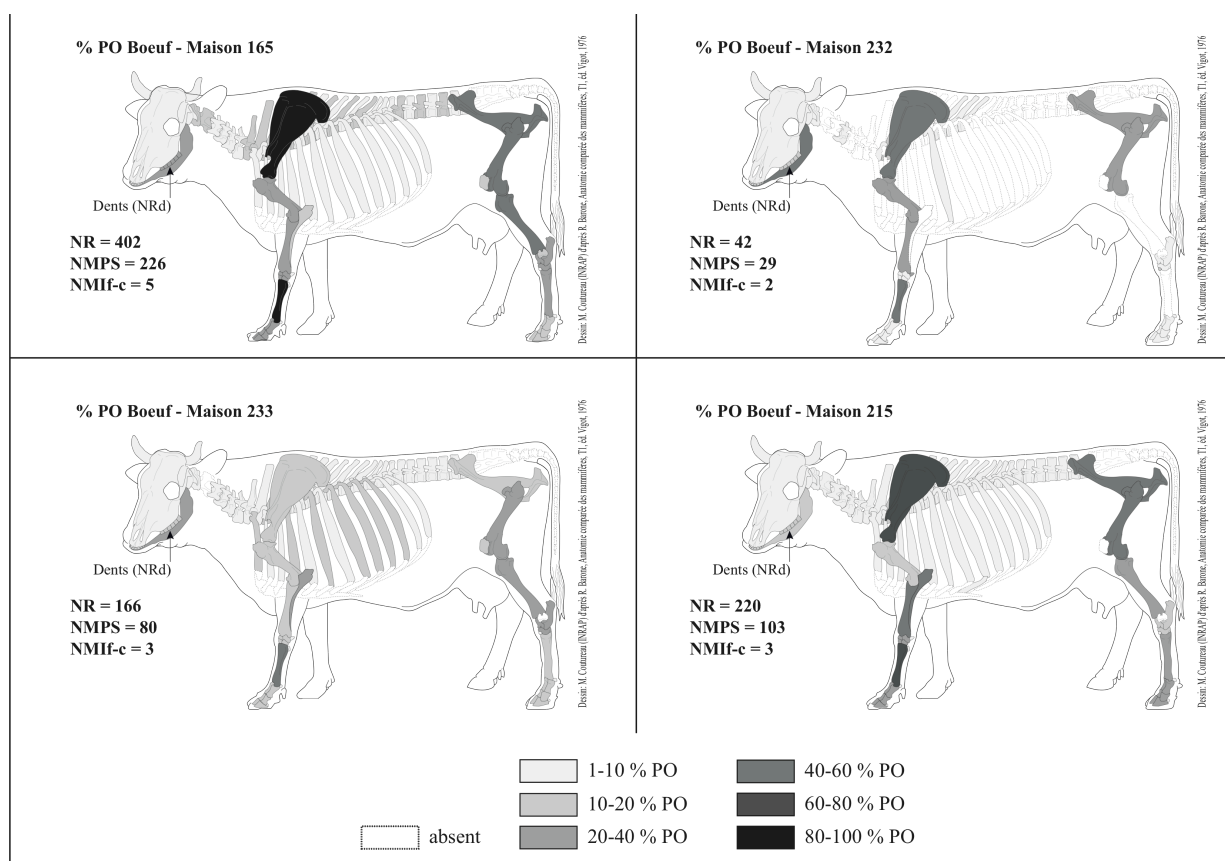 % PO Boeuf - Maison 165
Dents (NRd)
NR = 402
NMPS = 226
NMIf-c = 5
Dessin: M. Coutureau (INRAP) d'après R. Barone, Anatomie comparée des mammifères, T1, éd. Vigot, 1976
% PO Boeuf - Maison 232
Dents (NRd)
NR = 42
NMPS = 29
NMIf-c = 2
Dessin: M. Coutureau (INRAP) d'après R. Barone, Anatomie comparée des mammifères, T1, éd. Vigot, 1976
% PO Boeuf - Maison 233
Dents (NRd)
NR = 166
NMPS = 80
NMIf-c = 3
Dessin: M. Coutureau (INRAP) d'après R. Barone, Anatomie comparée des mammifères, T1, éd. Vigot, 1976
% PO Boeuf - Maison 215
Dents (NRd)
NR = 220
NMPS = 103
NMIf-c = 3
Dessin: M. Coutureau (INRAP) d'après R. Barone, Anatomie comparée des mammifères, T1, éd. Vigot, 1976
absent
1-10 % PO
10-20 % PO
20-40 % PO
40-60 % PO
60-80 % PO
80-100 % PO